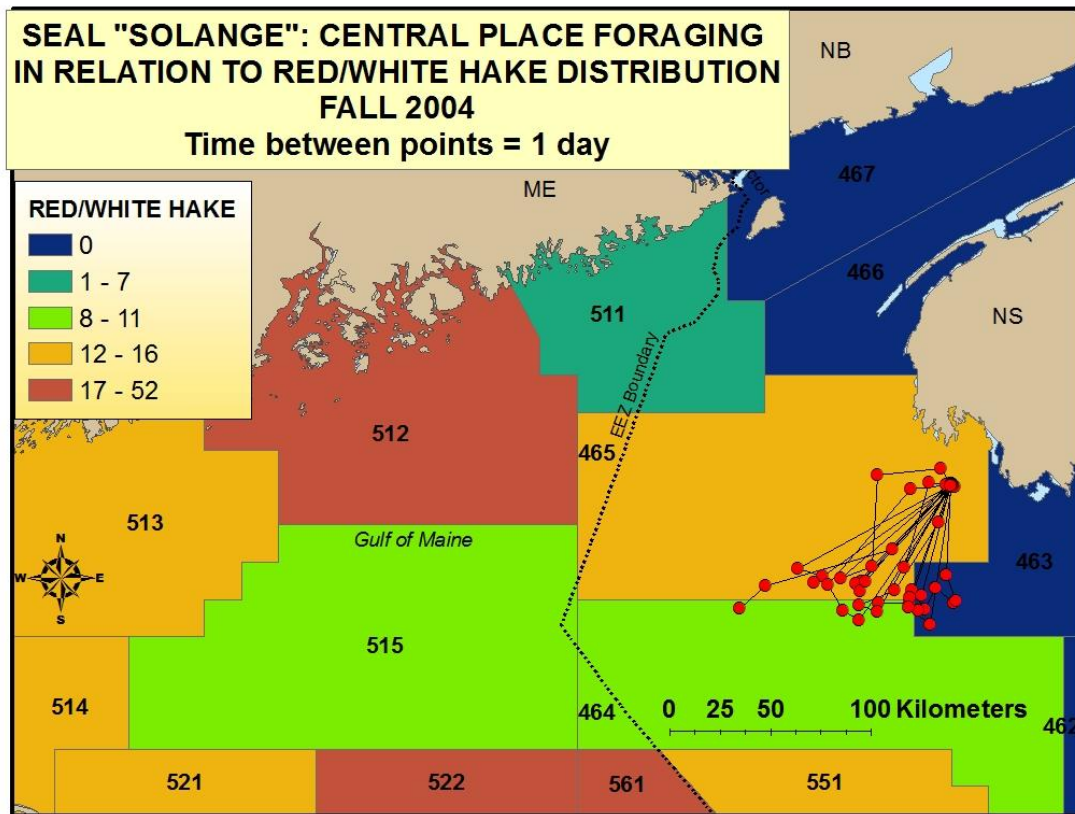 SEAL "SOLANGE": CENTRAL PLACE FORAGING
IN RELATION TO RED/WHITE HAKE DISTRIBUTION
FALL 2004
Time between points = 1 day
NB
ME
467
RED/WHITE HAKE
0
1 - 7
8 - 11
12 - 16
17 - 52
466
511
NS
EEZ Boundary
512
465
513
Gulf of Maine
463
N
W E
S
515
514
464
0 25 50 100 Kilometers
462
521
522
561
551